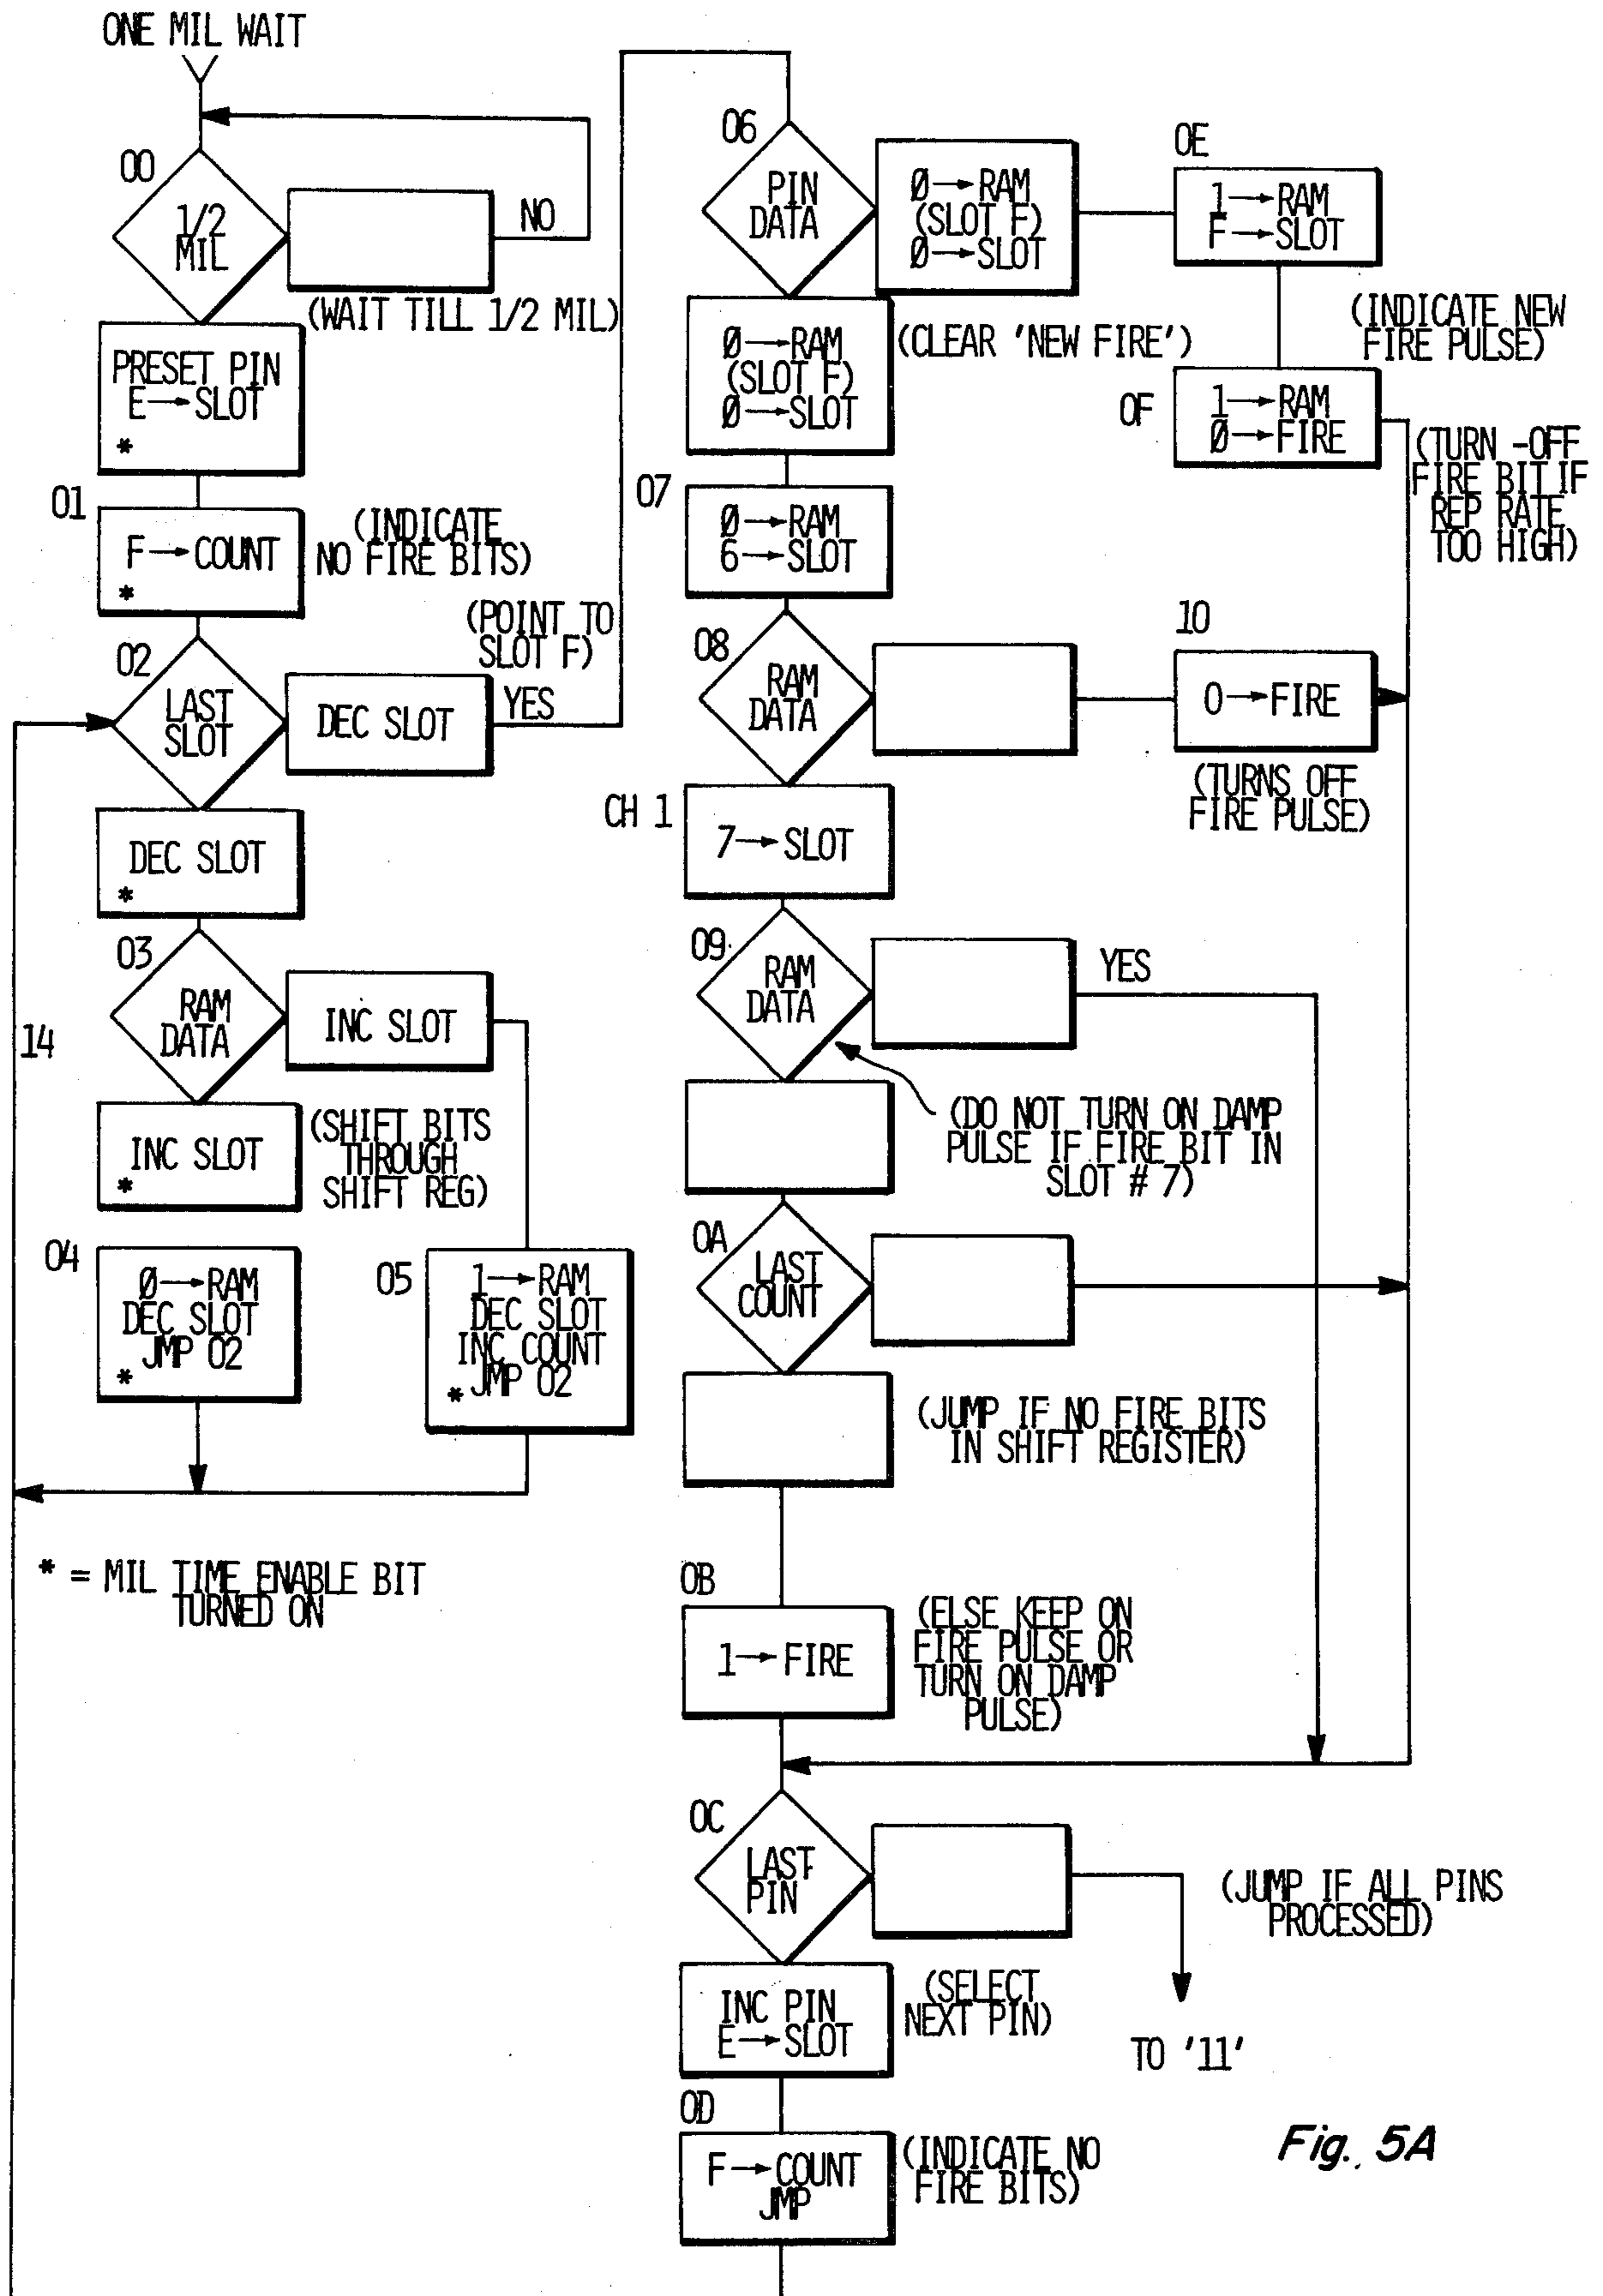 ONE MIL WAIT
00
1/2
MIL
NO
(WAIT TILL 1/2 MIL)
PRESET PIN
E→SLOT
*
01
F→COUNT
*
(INDICATE
NO FIRE BITS)
(POINT TO
SLOT F)
02
LAST
SLOT
DEC SLOT
YES
DEC SLOT
*
03
RAM
DATA
INC SLOT
14
INC SLOT
*
(SHIFT BITS
THROUGH
SHIFT REG)
04
Ø→RAM
DEC SLOT
JMP 02
*
05
1→RAM
DEC SLOT
INC COUNT
JMP 02
*
* = MIL TIME ENABLE BIT
TURNED ON
06
PIN
DATA
Ø→RAM
(SLOT F)
Ø→SLOT
0E
1→RAM
F→SLOT
(INDICATE NEW
FIRE PULSE)
Ø→RAM
(SLOT F)
Ø→SLOT
(CLEAR 'NEW FIRE')
0F
1→RAM
Ø→FIRE
(TURN -OFF
FIRE BIT IF
REP RATE
TOO HIGH)
07
Ø→RAM
6→SLOT
08
RAM
DATA
10
0→FIRE
(TURNS OFF
FIRE PULSE)
CH 1
7→SLOT
09
RAM
DATA
YES
(DO NOT TURN ON DAMP
PULSE IF FIRE BIT IN
SLOT # 7)
0A
LAST
COUNT
(JUMP IF NO FIRE BITS
IN SHIFT REGISTER)
0B
1→FIRE
(ELSE KEEP ON
FIRE PULSE OR
TURN ON DAMP
PULSE)
0C
LAST
PIN
(JUMP IF ALL PINS
PROCESSED)
TO '11'
INC PIN
E→SLOT
(SELECT
NEXT PIN)
0D
F→COUNT
JMP
(INDICATE NO
FIRE BITS)
Fig. 5A